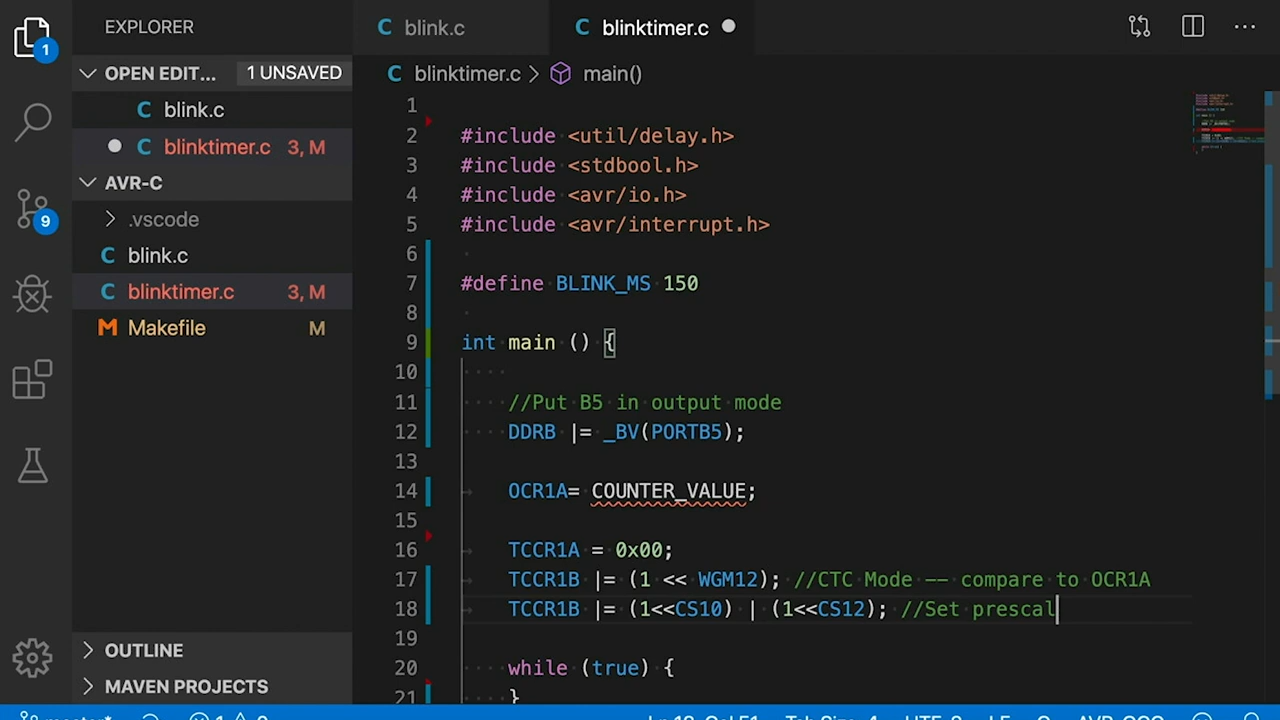 EXPLORER
blink.c
blinktimer.c
1
OPEN EDIT...
1 UNSAVED
blinktimer.c > main()
blink.c
blinktimer.c 3, M
AVR-C
.vscode
9
blink.c
blinktimer.c 3, M
Makefile M
OUTLINE
MAVEN PROJECTS
1
2 #include <util/delay.h>
3 #include <stdbool.h>
4 #include <avr/io.h>
5 #include <avr/interrupt.h>
6
7 #define BLINK_MS 150
8
9 int main () {
10
11 //Put B5 in output mode
12 DDRB |= _BV(PORTB5);
13
14 OCR1A= COUNTER_VALUE;
15
16 TCCR1A = 0x00;
17 TCCR1B |= (1 << WGM12); //CTC Mode -- compare to OCR1A
18 TCCR1B |= (1<<CS10) | (1<<CS12); //Set prescal
19
20 while (true) {
21 }